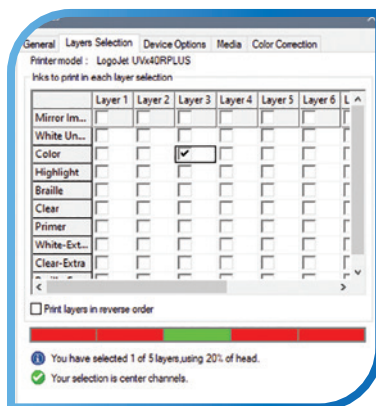 General Layers Selection Device Options Media Color Correction
Printer model : LogoJet UVx40RPLUS
Inks to print in each layer selection
Layer 1 Layer 2 Layer 3 Layer 4 Layer 5 Layer 6 L
Mirror Im...
White Un...
Color
Highlight
Braille
Clear
Primer
White-Ext...
Clear-Extra
Print layers in reverse order
You have selected 1 of 5 layers,using 20% of head.
Your selection is center channels.